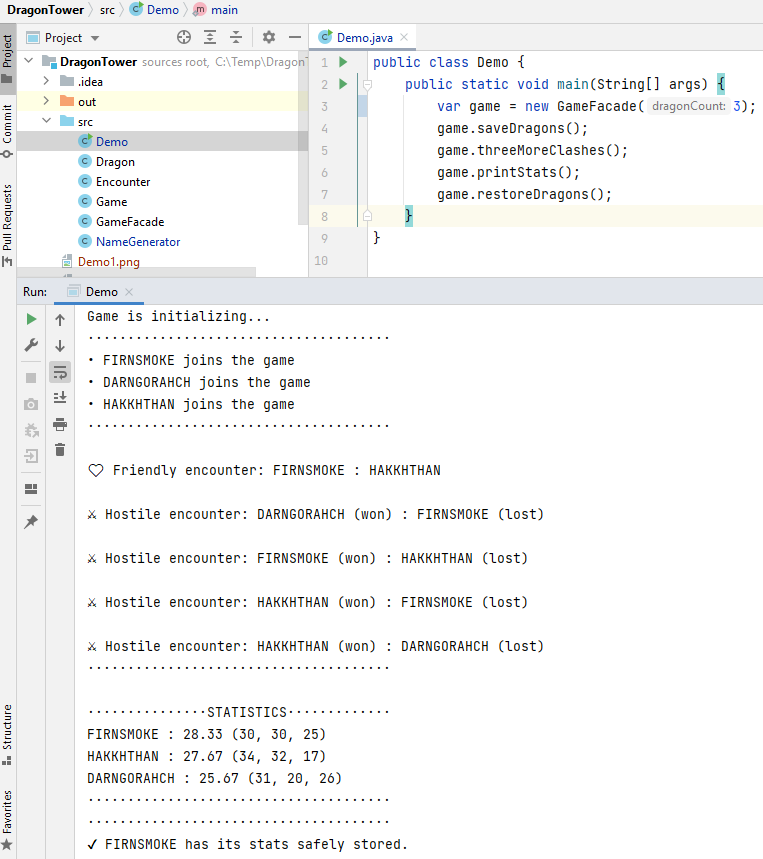 DragonTower › src › Demo › main
Project
Demo.java
DragonTower sources root, C:\Temp\Dragon
.idea
out
src
Demo
Dragon
Encounter
Game
GameFacade
NameGenerator
Demo1.png
Project
Commit
Pull Requests
Structure
Favorites
1 public class Demo {
2 public static void main(String[] args) {
3 var game = new GameFacade( dragonCount: 3);
4 game.saveDragons();
5 game.threeMoreClashes();
6 game.printStats();
7 game.restoreDragons();
8 }
9 }
10
Run: Demo
Game is initializing...
······································
• FIRNSMOKE joins the game
• DARNGORAHCH joins the game
• HAKKHTHAN joins the game
······································
♡ Friendly encounter: FIRNSMOKE : HAKKHTHAN
⚔ Hostile encounter: DARNGORAHCH (won) : FIRNSMOKE (lost)
⚔ Hostile encounter: FIRNSMOKE (won) : HAKKHTHAN (lost)
⚔ Hostile encounter: HAKKHTHAN (won) : FIRNSMOKE (lost)
⚔ Hostile encounter: HAKKHTHAN (won) : DARNGORAHCH (lost)
······································
···············STATISTICS·············
FIRNSMOKE : 28.33 (30, 30, 25)
HAKKHTHAN : 27.67 (34, 32, 17)
DARNGORAHCH : 25.67 (31, 20, 26)
······································
······································
✔ FIRNSMOKE has its stats safely stored.